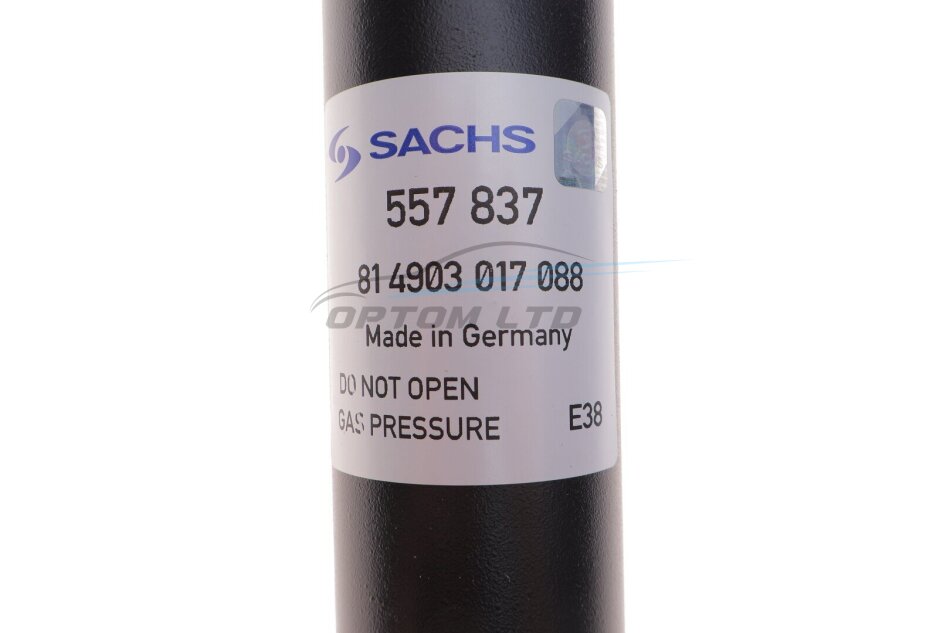 SACHS
557 837
81 4903 017 088
OPTOM LTD
Made in Germany
DO NOT OPEN
GAS PRESSURE
E38